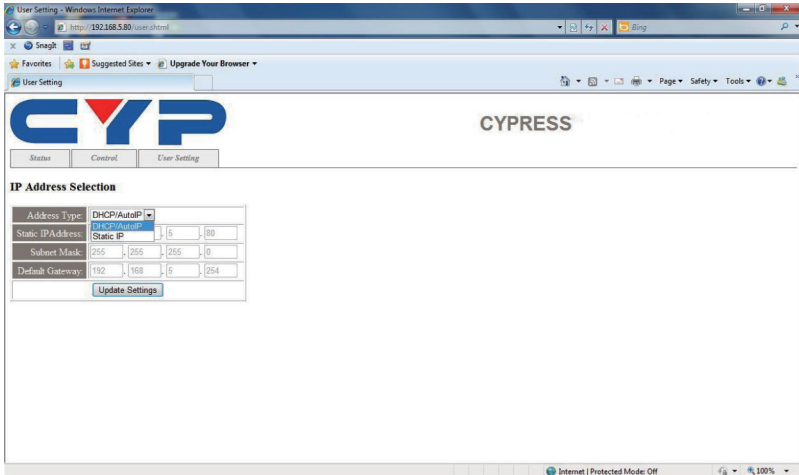 User Setting - Windows Internet Explorer
http://192.168.5.80/user.shtml
Bing
x SnagIt
Favorites Suggested Sites Upgrade Your Browser
User Setting
Page Safety Tools
CYP
CYPRESS
Status Control User Setting
IP Address Selection
Address Type: DHCP/AutoIP
DHCP/AutoIP
Static IPAddress: . 5 . 80
Static IP
Subnet Mask: 255 . 255 . 255 . 0
Default Gateway: 192 . 168 . 5 . 254
Update Settings
Internet | Protected Mode: Off 100%